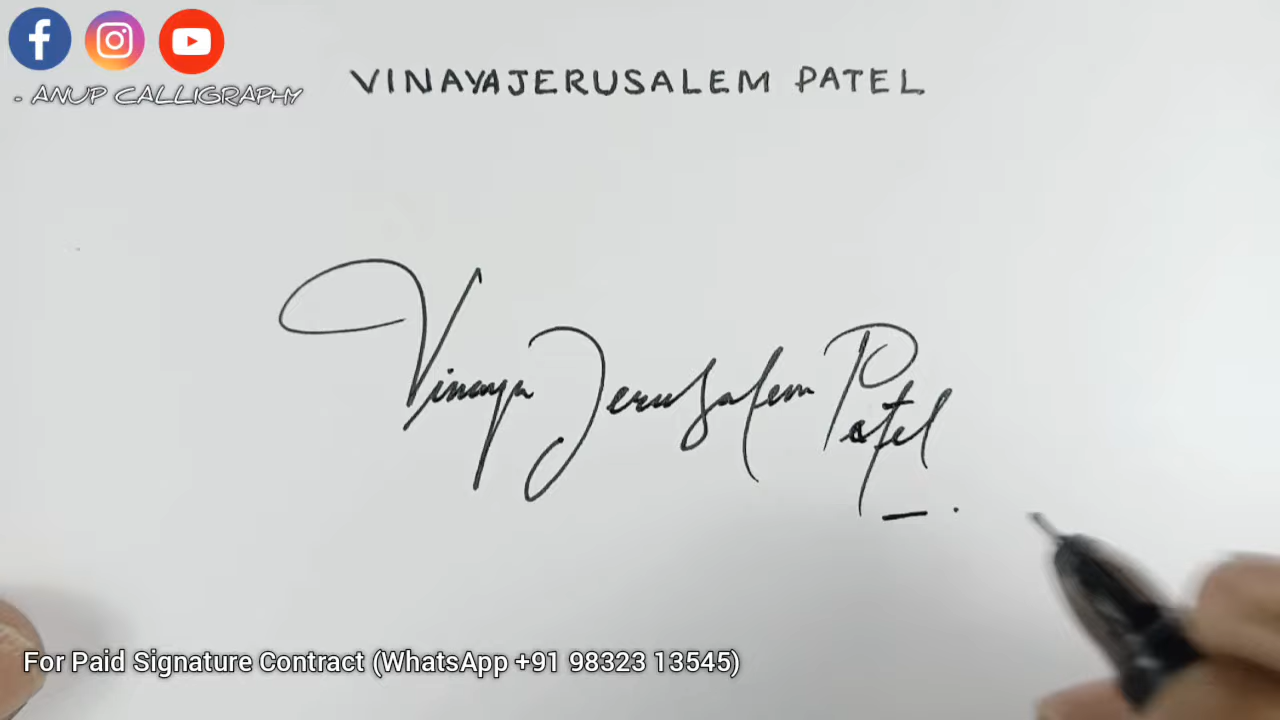 - ANUP CALLIGRAPHY
VINAYAJERUSALEM PATEL
Vinaya Jerusalem Patel
For Paid Signature Contract (WhatsApp +91 98323 13545)